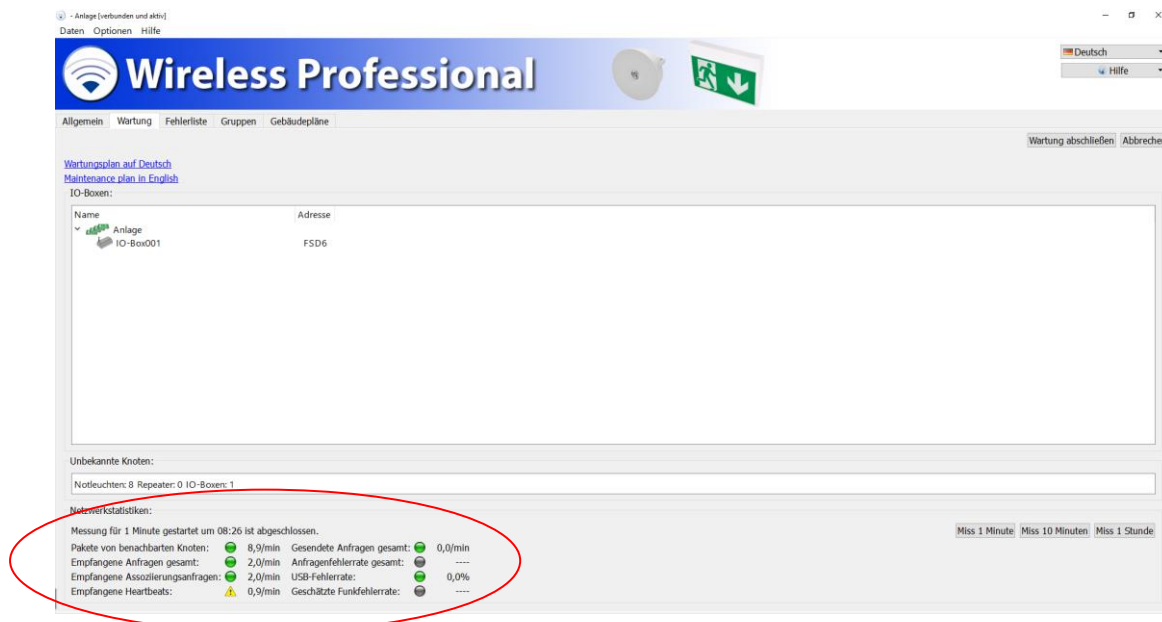 - Anlage [verbunden und aktiv]
Daten Optionen Hilfe
Wireless Professional
Deutsch
Hilfe
Allgemein Wartung Fehlerliste Gruppen Gebäudepläne
Wartung abschließen Abbreche
Wartungsplan auf Deutsch
Maintenance plan in English
IO-Boxen:
Name Adresse
Anlage
IO-Box001 FSD6
Unbekannte Knoten:
Notleuchten: 8 Repeater: 0 IO-Boxen: 1
Netzwerkstatistiken:
Messung für 1 Minute gestartet um 08:26 ist abgeschlossen.
Miss 1 Minute Miss 10 Minuten Miss 1 Stunde
Pakete von benachbarten Knoten: 8,9/min Gesendete Anfragen gesamt: 0,0/min
Empfangene Anfragen gesamt: 2,0/min Anfragenfehlerrate gesamt: ----
Empfangene Assoziierungsanfragen: 2,0/min USB-Fehlerrate: 0,0%
Empfangene Heartbeats: 0,9/min Geschätzte Funkfehlerrate: ----